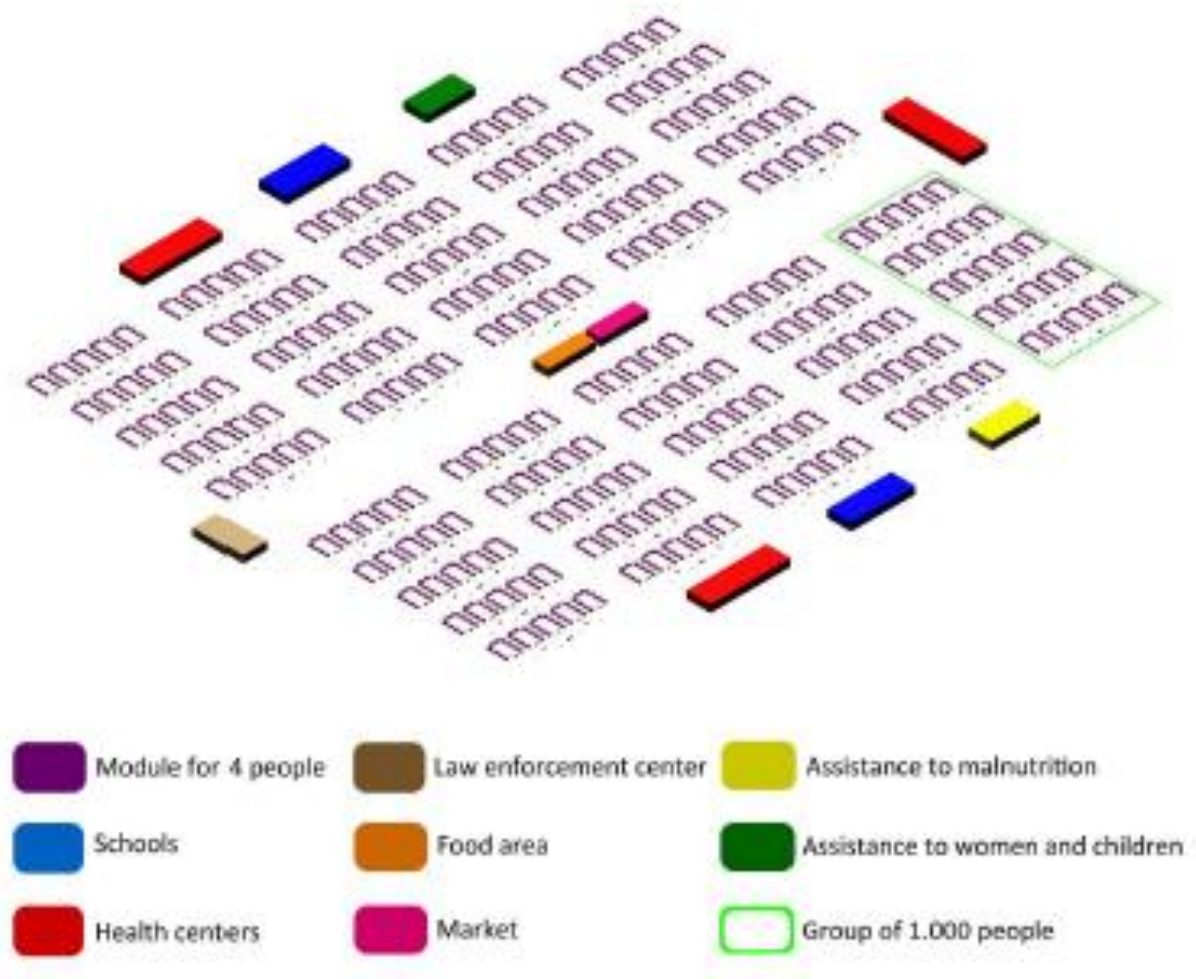 Module for 4 people
Law enforcement center
Assistance to malnutrition
Schools
Food area
Assistance to women and children
Health centers
Market
Group of 1.000 people